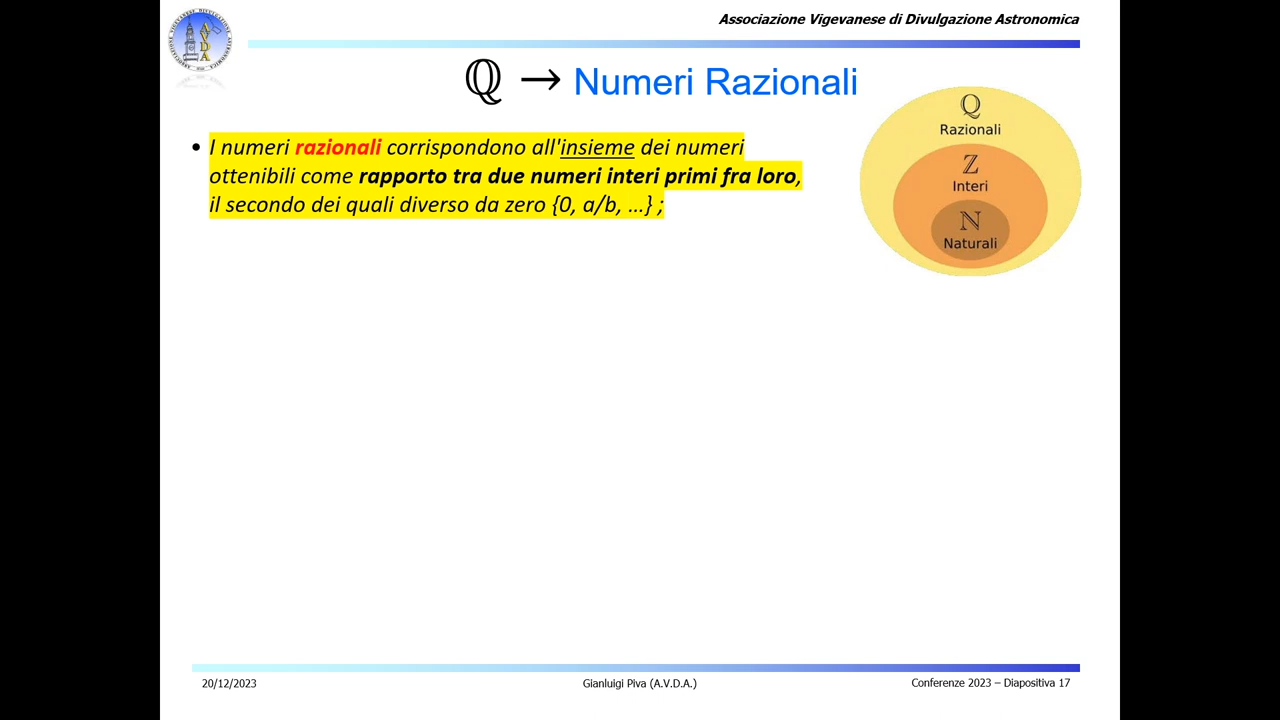 Associazione Vigevanese di Divulgazione Astronomica
A.V.D.A.
ℚ → Numeri Razionali
• I numeri razionali corrispondono all'insieme dei numeri
ottenibili come rapporto tra due numeri interi primi fra loro,
il secondo dei quali diverso da zero {0, a/b, ...} ;
ℚ
Razionali
ℤ
Interi
ℕ
Naturali
20/12/2023
Gianluigi Piva (A.V.D.A.)
Conferenze 2023 – Diapositiva 17